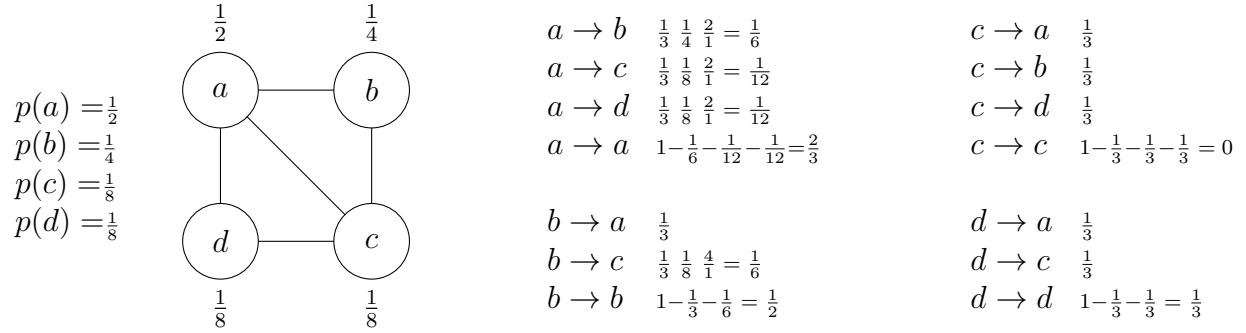 p(a) = 1/2
p(b) = 1/4
p(c) = 1/8
p(d) = 1/8
1/2 1/4
a b
d c
1/8 1/8
a → b 1/3 1/4 2/1 = 1/6
a → c 1/3 1/8 2/1 = 1/12
a → d 1/3 1/8 2/1 = 1/12
a → a 1 − 1/6 − 1/12 − 1/12 = 2/3
b → a 1/3
b → c 1/3 1/8 4/1 = 1/6
b → b 1 − 1/3 − 1/6 = 1/2
c → a 1/3
c → b 1/3
c → d 1/3
c → c 1 − 1/3 − 1/3 − 1/3 = 0
d → a 1/3
d → c 1/3
d → d 1 − 1/3 − 1/3 = 1/3